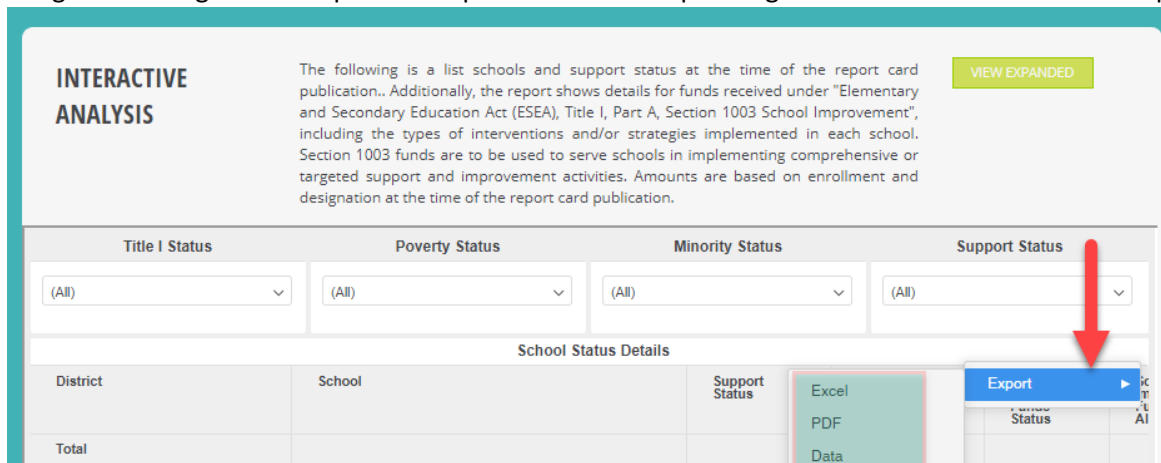 INTERACTIVE
ANALYSIS
The following is a list schools and support status at the time of the report card
publication.. Additionally, the report shows details for funds received under "Elementary
and Secondary Education Act (ESEA), Title I, Part A, Section 1003 School Improvement",
including the types of interventions and/or strategies implemented in each school.
Section 1003 funds are to be used to serve schools in implementing comprehensive or
targeted support and improvement activities. Amounts are based on enrollment and
designation at the time of the report card publication.
VIEW EXPANDED
Title I Status Poverty Status Minority Status Support Status
(All) (All) (All) (All)
School Status Details
District School Support
Status
Export
Excel
PDF
Data
Status
Total